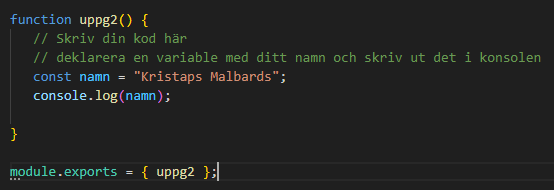 function uppg2() {
// Skriv din kod här
// deklarera en variable med ditt namn och skriv ut det i konsolen
const namn = "Kristaps Malbards";
console.log(namn);
}
module.exports = { uppg2 };